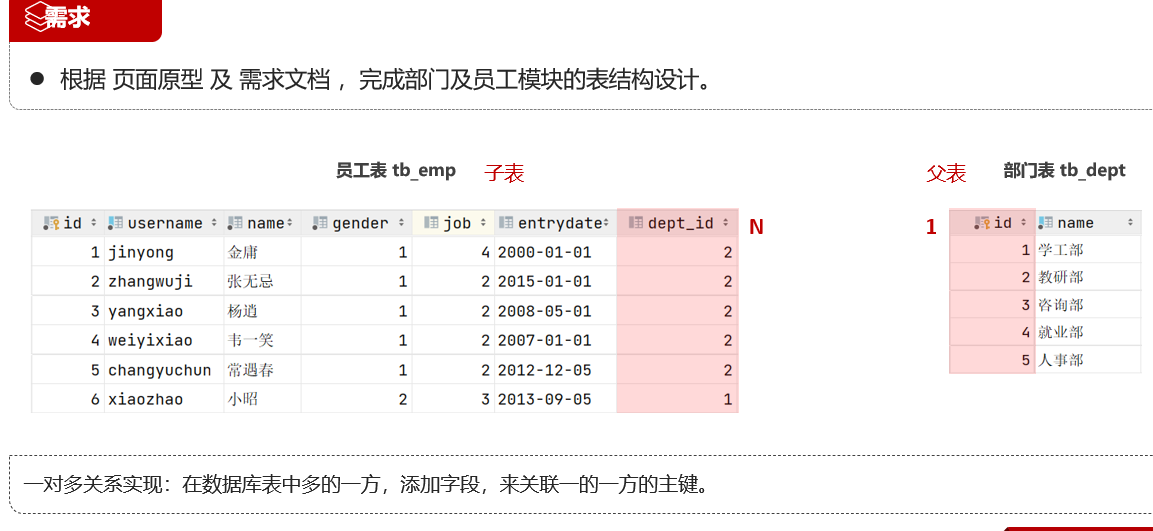 需求
● 根据 页面原型 及 需求文档 ，完成部门及员工模块的表结构设计。
员工表 tb_emp 子表 父表 部门表 tb_dept
id username name gender job entrydate dept_id N 1 id name
1 jinyong 金庸 1 4 2000-01-01 2 1 学工部
2 zhangwuji 张无忌 1 2 2015-01-01 2 2 教研部
3 yangxiao 杨逍 1 2 2008-05-01 2 3 咨询部
4 weiyixiao 韦一笑 1 2 2007-01-01 2 4 就业部
5 changyuchun 常遇春 1 2 2012-12-05 2 5 人事部
6 xiaozhao 小昭 2 3 2013-09-05 1
一对多关系实现：在数据库表中多的一方，添加字段，来关联一的一方的主键。